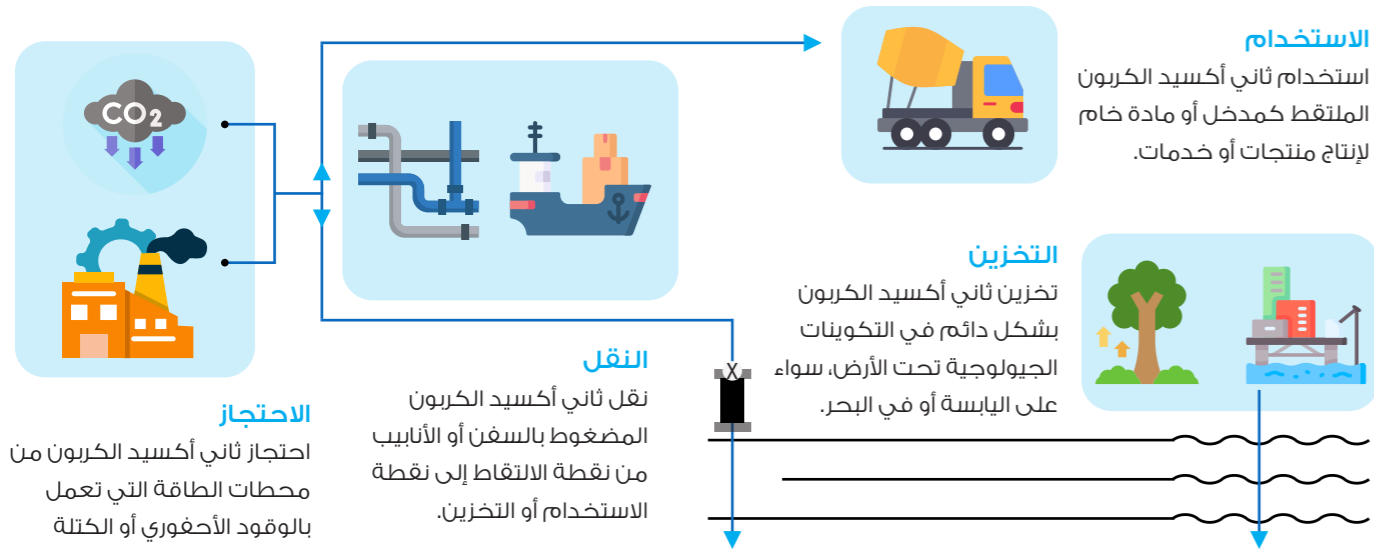 CO2
الاستخدام
استخدام ثاني أكسيد الكربون
الملتقط كمدخل أو مادة خام
لإنتاج منتجات أو خدمات.
التخزين
تخزين ثاني أكسيد الكربون
بشكل دائم في التكوينات
الجيولوجية تحت الأرض، سواء
على اليابسة أو في البحر.
النقل
نقل ثاني أكسيد الكربون
المضغوط بالسفن أو الأنابيب
من نقطة الالتقاط إلى نقطة
الاستخدام أو التخزين.
الاحتجاز
احتجاز ثاني أكسيد الكربون من
محطات الطاقة التي تعمل
بالوقود الأحفوري أو الكتلة